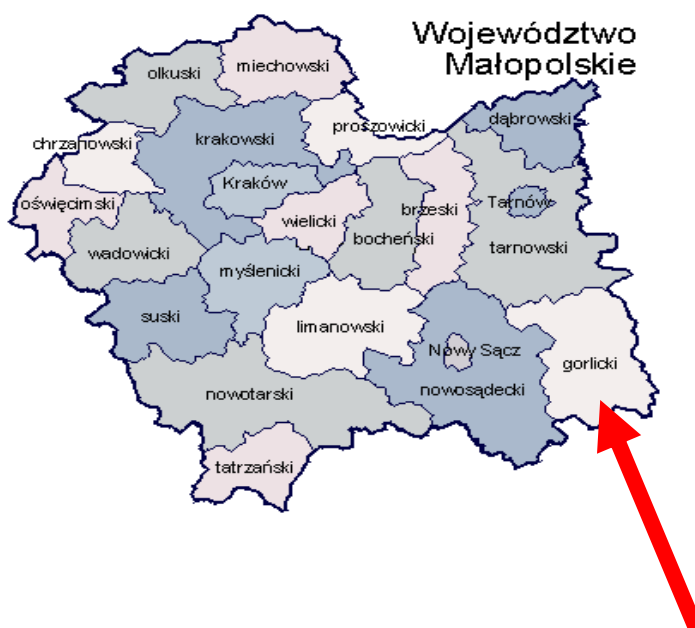 Województwo
Małopolskie
olkuski
miechowski
chrzanowski
krakowski
proszowicki
dąbrowski
Kraków
oświęcimski
wielicki
brzeski
Tarnów
wadowicki
bocheński
tarnowski
myślenicki
suski
limanowski
Nowy Sącz
gorlicki
nowotarski
nowosądecki
tatrzański